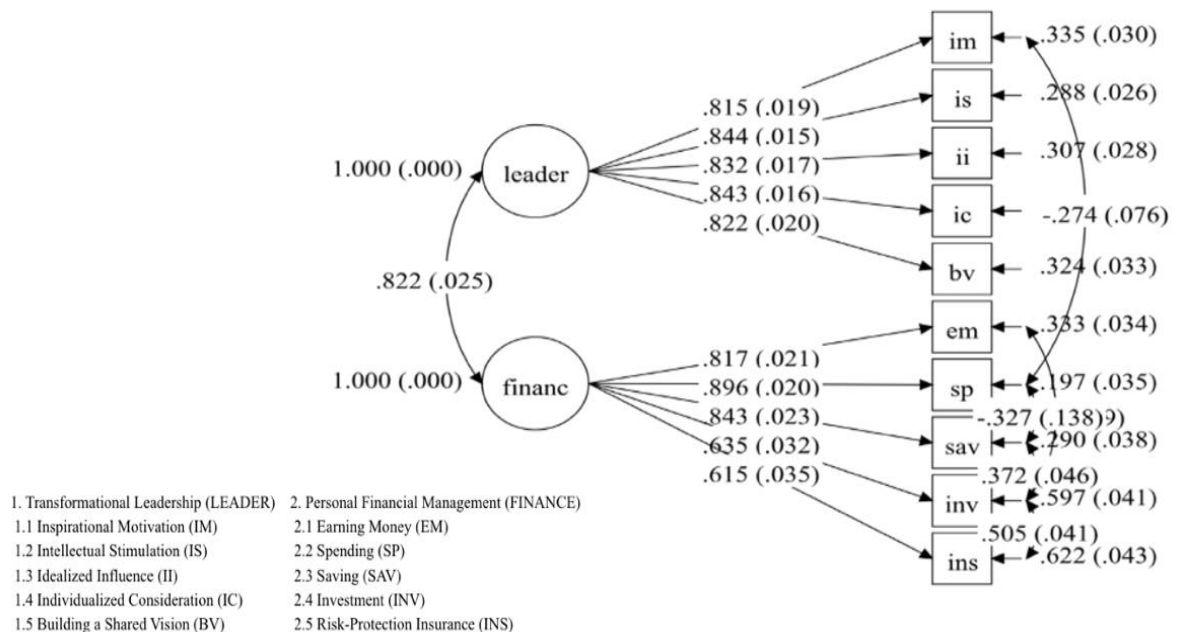 im
.335 (.030)
.815 (.019)
is
.288 (.026)
.844 (.015)
1.000 (.000)
leader
.832 (.017)
ii
.307 (.028)
.843 (.016)
ic
-.274 (.076)
.822 (.020)
bv
.324 (.033)
.822 (.025)
em
.333 (.034)
.817 (.021)
1.000 (.000)
financ
.896 (.020)
sp
.197 (.035)
.843 (.023)
-.327 (.138)
sav
.290 (.038)
.635 (.032)
.372 (.046)
.615 (.035)
inv
.597 (.041)
.505 (.041)
ins
.622 (.043)
1. Transformational Leadership (LEADER) 2. Personal Financial Management (FINANCE)
1.1 Inspirational Motivation (IM) 2.1 Earning Money (EM)
1.2 Intellectual Stimulation (IS) 2.2 Spending (SP)
1.3 Idealized Influence (II) 2.3 Saving (SAV)
1.4 Individualized Consideration (IC) 2.4 Investment (INV)
1.5 Building a Shared Vision (BV) 2.5 Risk-Protection Insurance (INS)